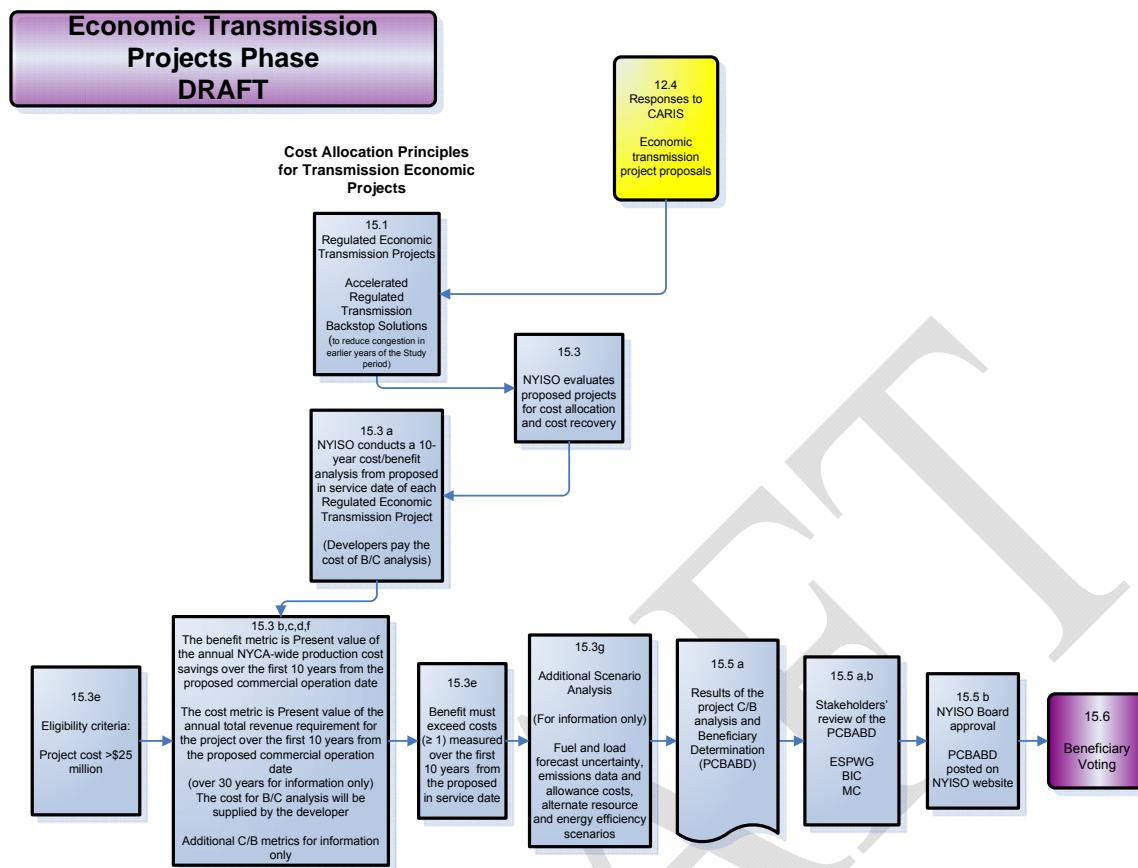 Economic Transmission
Projects Phase
DRAFT
12.4
Responses to
CARIS
Economic
transmission
project proposals
Cost Allocation Principles
for Transmission Economic
Projects
15.1
Regulated Economic
Transmission Projects
Accelerated
Regulated
Transmission
Backstop Solutions
(to reduce congestion in
earlier years of the Study
period)
15.3
NYISO evaluates
proposed projects
for cost allocation
and cost recovery
15.3 a
NYISO conducts a 10-
year cost/benefit
analysis from proposed
in service date of each
Regulated Economic
Transmission Project
(Developers pay the
cost of B/C analysis)
15.3e
Eligibility criteria:
Project cost >$25
million
15.3 b,c,d,f
The benefit metric is Present value of
the annual NYCA-wide production cost
savings over the first 10 years from the
proposed commercial operation date
The cost metric is Present value of the
annual total revenue requirement for
the project over the first 10 years from
the proposed commercial operation
date
(over 30 years for information only)
The cost for B/C analysis will be
supplied by the developer
Additional C/B metrics for information
only
15.3e
Benefit must
exceed costs
(≥ 1) measured
over the first
10 years from
the proposed
in service date
15.3g
Additional Scenario
Analysis
(For information only)
Fuel and load
forecast uncertainty,
emissions data and
allowance costs,
alternate resource
and energy efficiency
scenarios
15.5 a
Results of the
project C/B
analysis and
Beneficiary
Determination
(PCBABD)
15.5 a,b
Stakeholders'
review of the
PCBABD
ESPWG
BIC
MC
15.5 b
NYISO Board
approval
PCBABD
posted on
NYISO website
15.6
Beneficiary
Voting
DRAFT